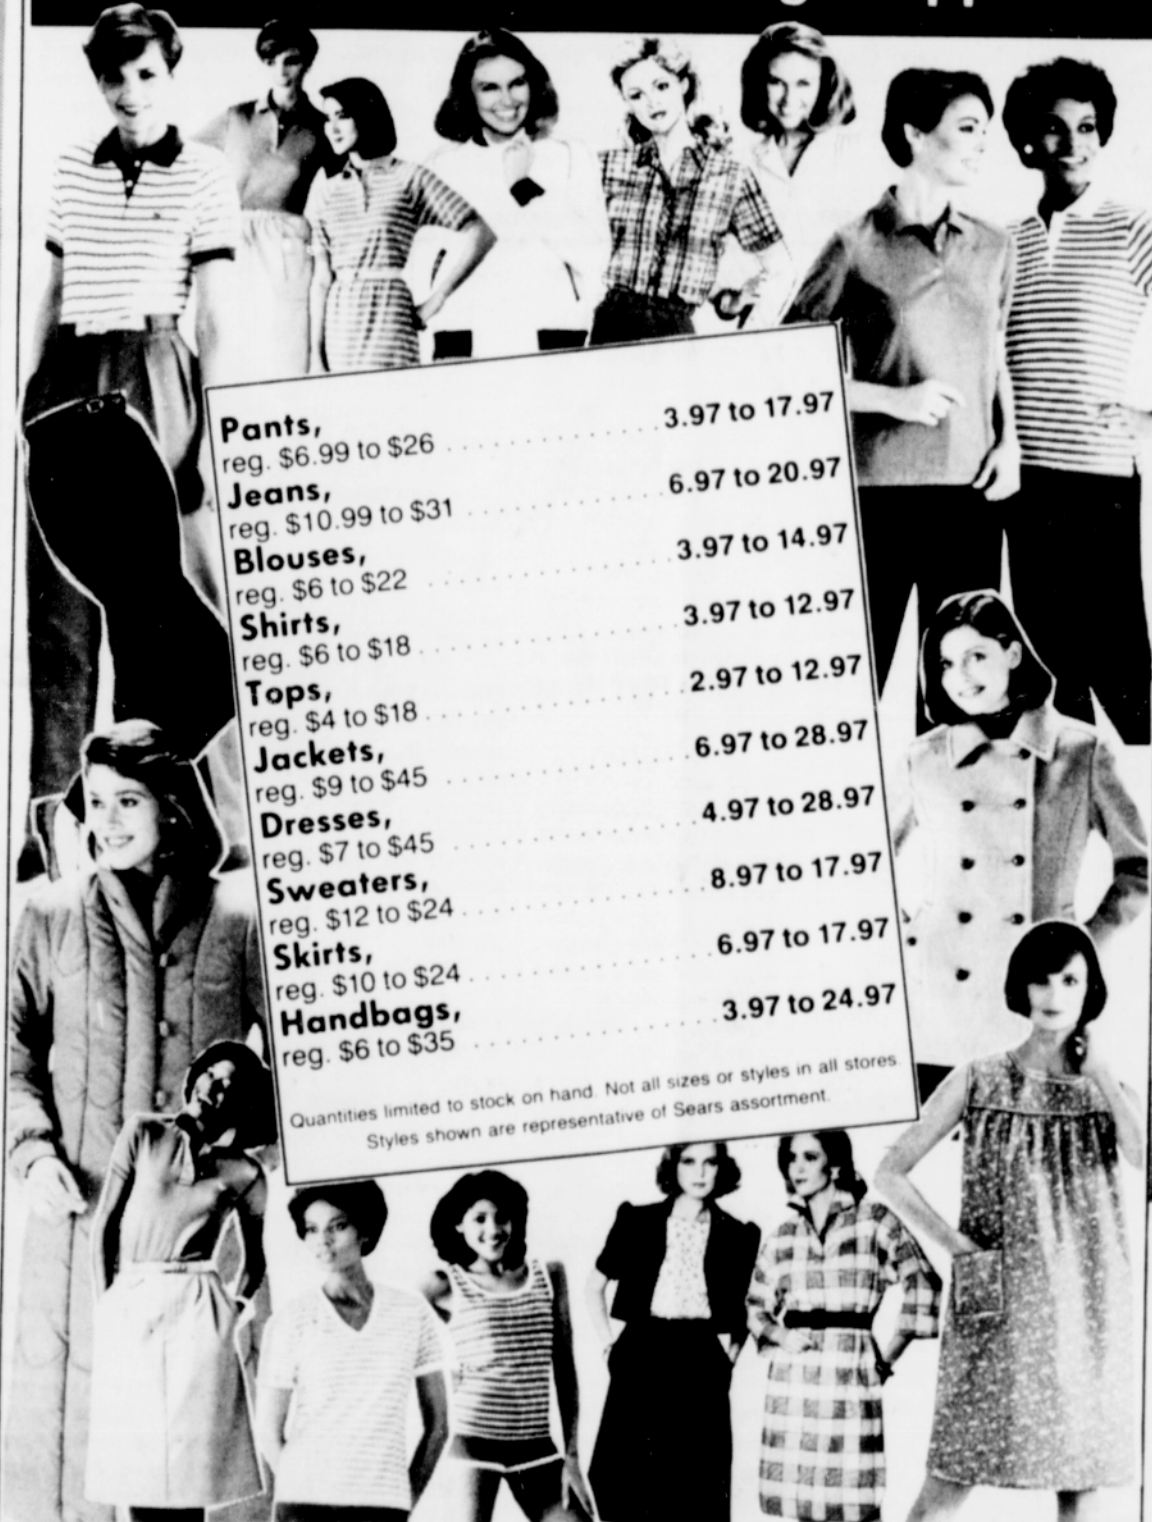 Pants,
reg. $6.99 to $26 . . . . . . . . . . . . . . 3.97 to 17.97
Jeans,
reg. $10.99 to $31 . . . . . . . . . . . . . 6.97 to 20.97
Blouses,
reg. $6 to $22 . . . . . . . . . . . . . . . . 3.97 to 14.97
Shirts,
reg. $6 to $18 . . . . . . . . . . . . . . . . . 3.97 to 12.97
Tops,
reg. $4 to $18 . . . . . . . . . . . . . . . . . 2.97 to 12.97
Jackets,
reg. $9 to $45 . . . . . . . . . . . . . . . . 6.97 to 28.97
Dresses,
reg. $7 to $45 . . . . . . . . . . . . . . . . 4.97 to 28.97
Sweaters,
reg. $12 to $24 . . . . . . . . . . . . . . . . 8.97 to 17.97
Skirts,
reg. $10 to $24 . . . . . . . . . . . . . . . . 6.97 to 17.97
Handbags,
reg. $6 to $35 . . . . . . . . . . . . . . . . 3.97 to 24.97
Quantities limited to stock on hand. Not all sizes or styles in all stores.
Styles shown are representative of Sears assortment.